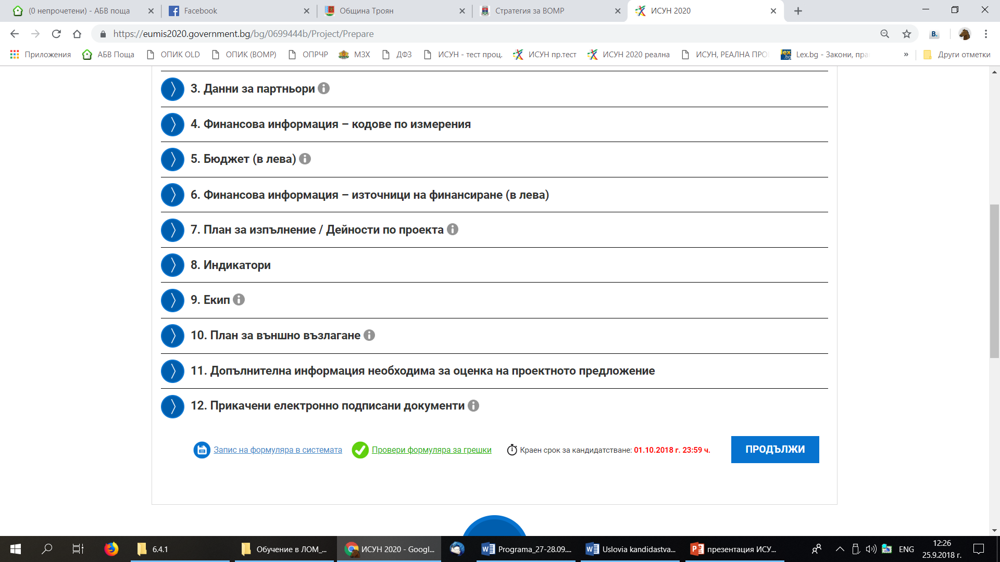 (0 непрочетени) - АБВ поща
Facebook
Община Троян
Стратегия за ВОМР
ИСУН 2020
https://eumis2020.government.bg/bg/0699444b/Project/Prepare
B.
Приложения
АБВ Поща
ОПИК OLD
ОПИК (ВОМР)
ОПРЧР
МЗХ
ДФЗ
ИСУН - тест проц.
ИСУН пр.тест
ИСУН 2020 реална
ИСУН, РЕАЛНА ПРО
Lex.bg - Закони, пра
»
Други отметки
3. Данни за партньори
4. Финансова информация – кодове по измерения
5. Бюджет (в лева)
6. Финансова информация – източници на финансиране (в лева)
7. План за изпълнение / Дейности по проекта
8. Индикатори
9. Екип
10. План за външно възлагане
11. Допълнителна информация необходима за оценка на проектното предложение
12. Прикачени електронно подписани документи
Запис на формуляра в системата
Провери формуляра за грешки
Краен срок за кандидатстване: 01.10.2018 г. 23:59 ч.
ПРОДЪЛЖИ
6.4.1
Обучение в ЛОМ_...
ИСУН 2020 - Googl...
Programa_27-28.09....
Uslovia kandidastva...
презентация ИСУ...
ENG
12:26
25.9.2018 г.